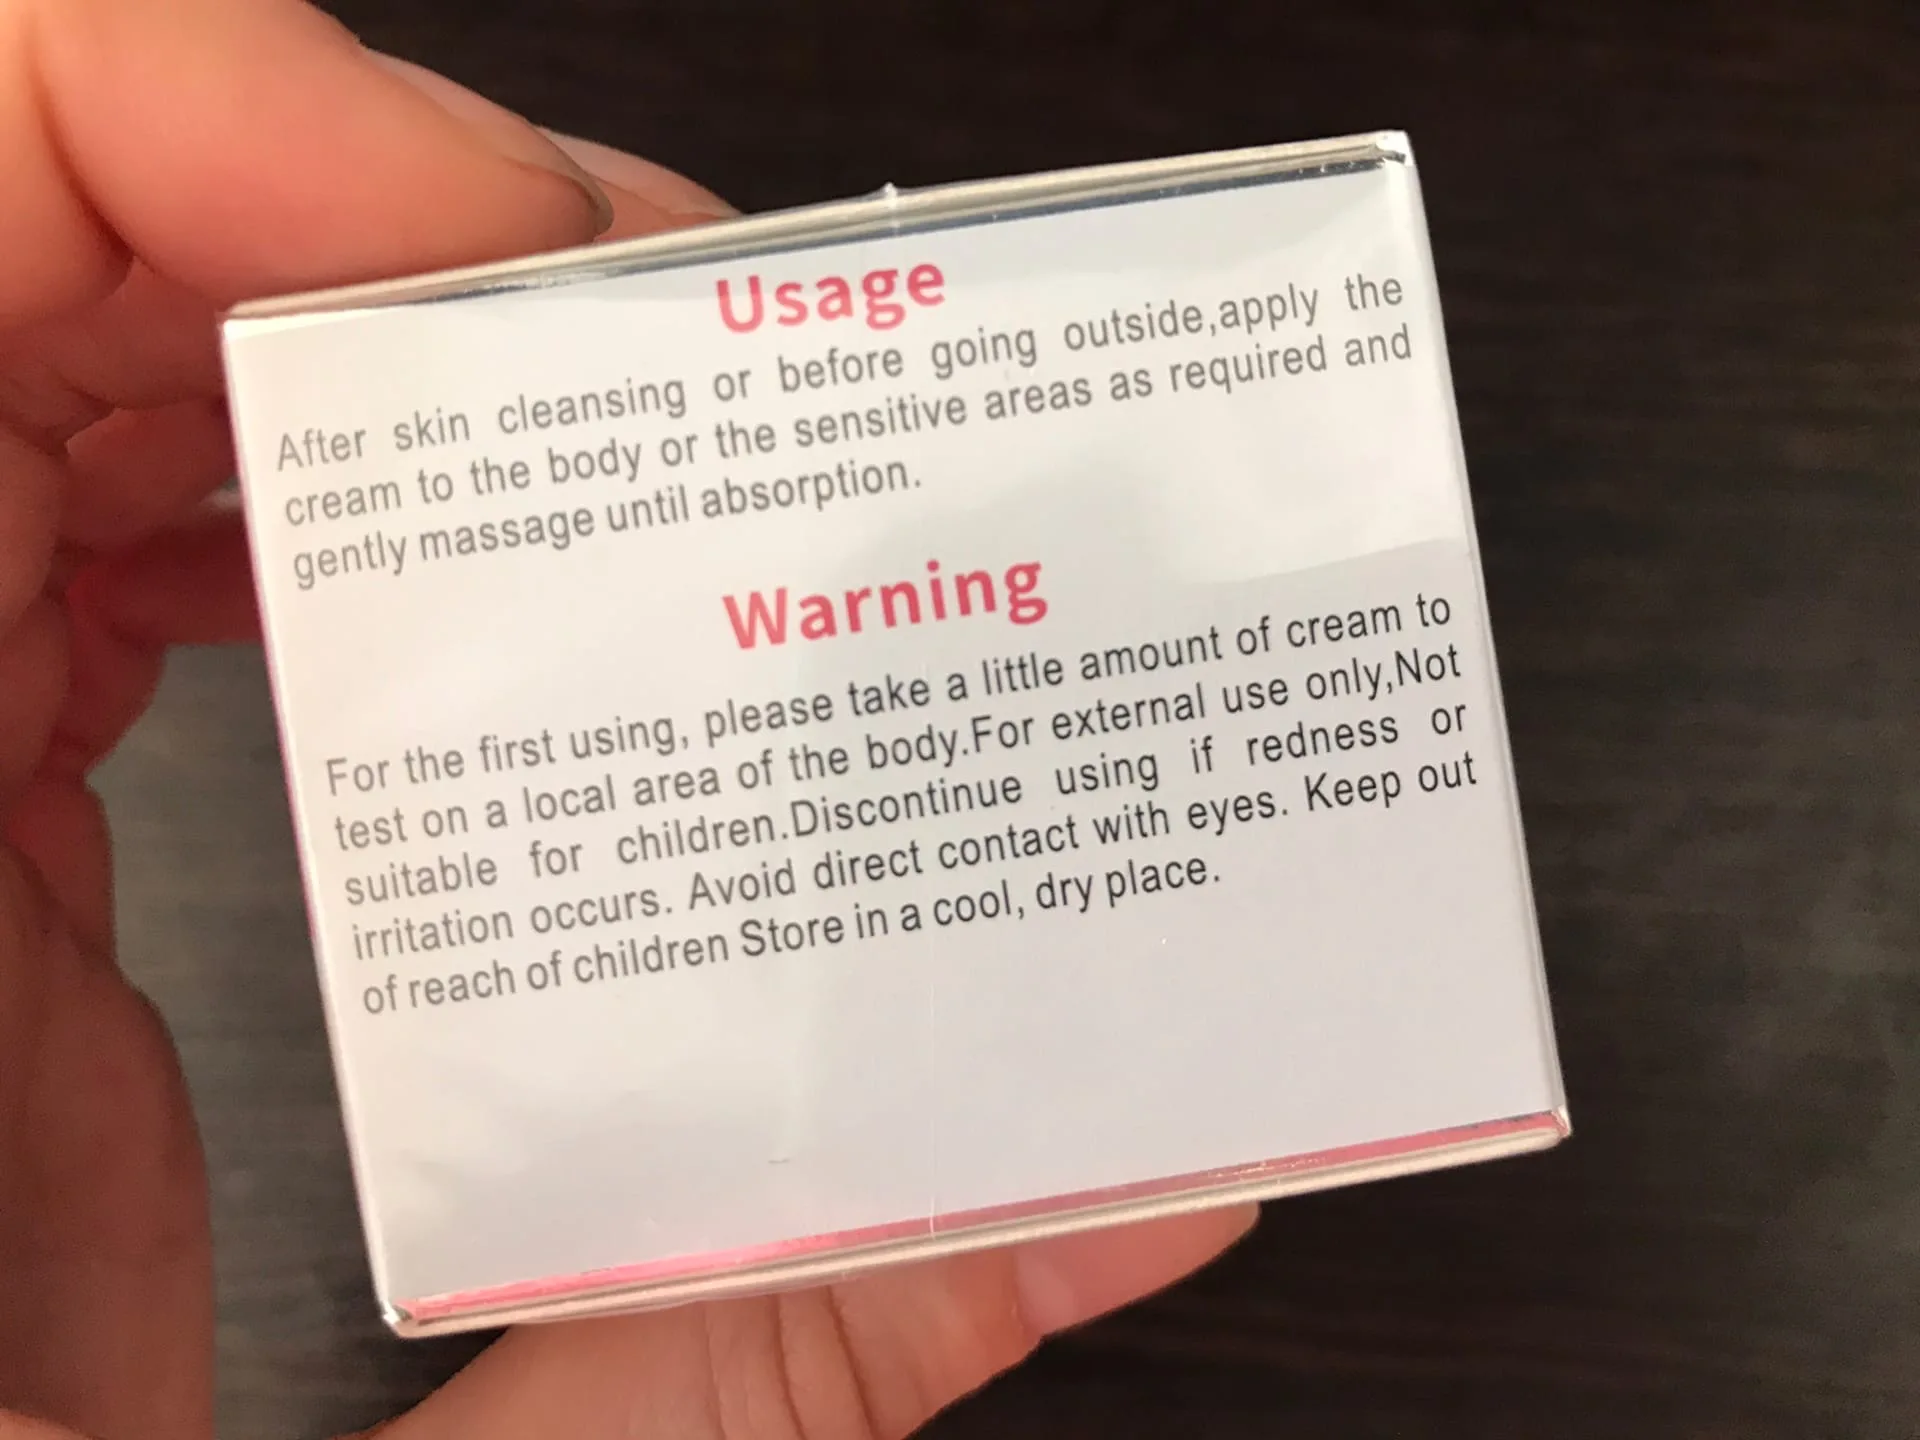 Usage
After skin cleansing or before going outside,apply the
cream to the body or the sensitive areas as required and
gently massage until absorption.
Warning
For the first using, please take a little amount of cream to
test on a local area of the body.For external use only,Not
suitable for children.Discontinue using if redness or
irritation occurs. Avoid direct contact with eyes. Keep out
of reach of children Store in a cool, dry place.